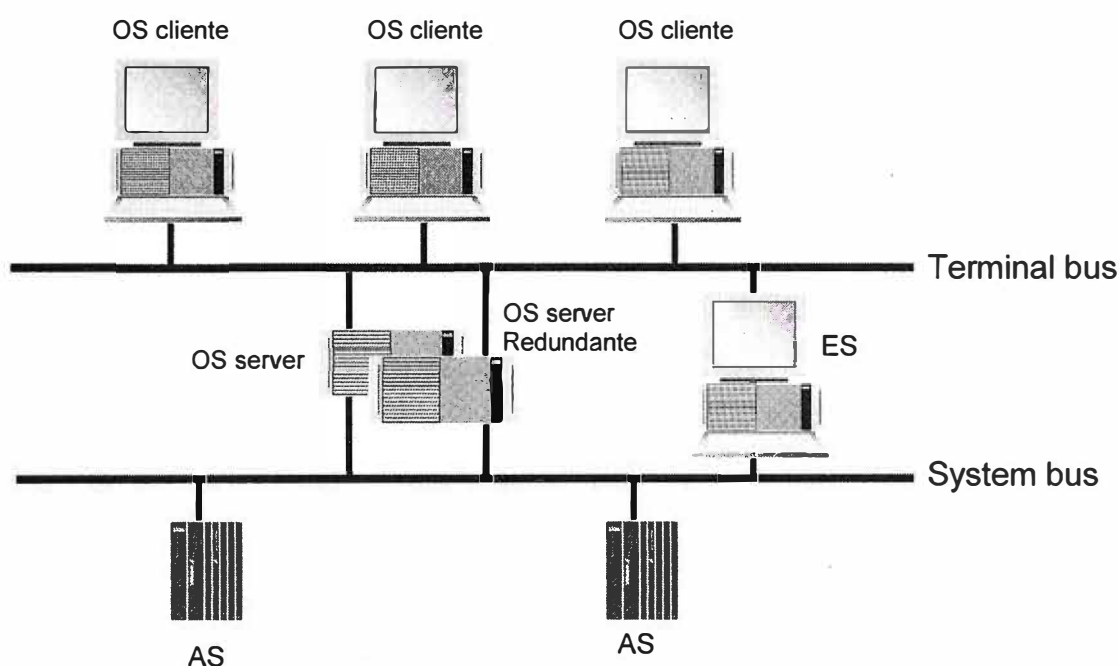 OS cliente
OS cliente
OS cliente
Terminal bus
OS server
Redundante
OS server
ES
System bus
AS
AS